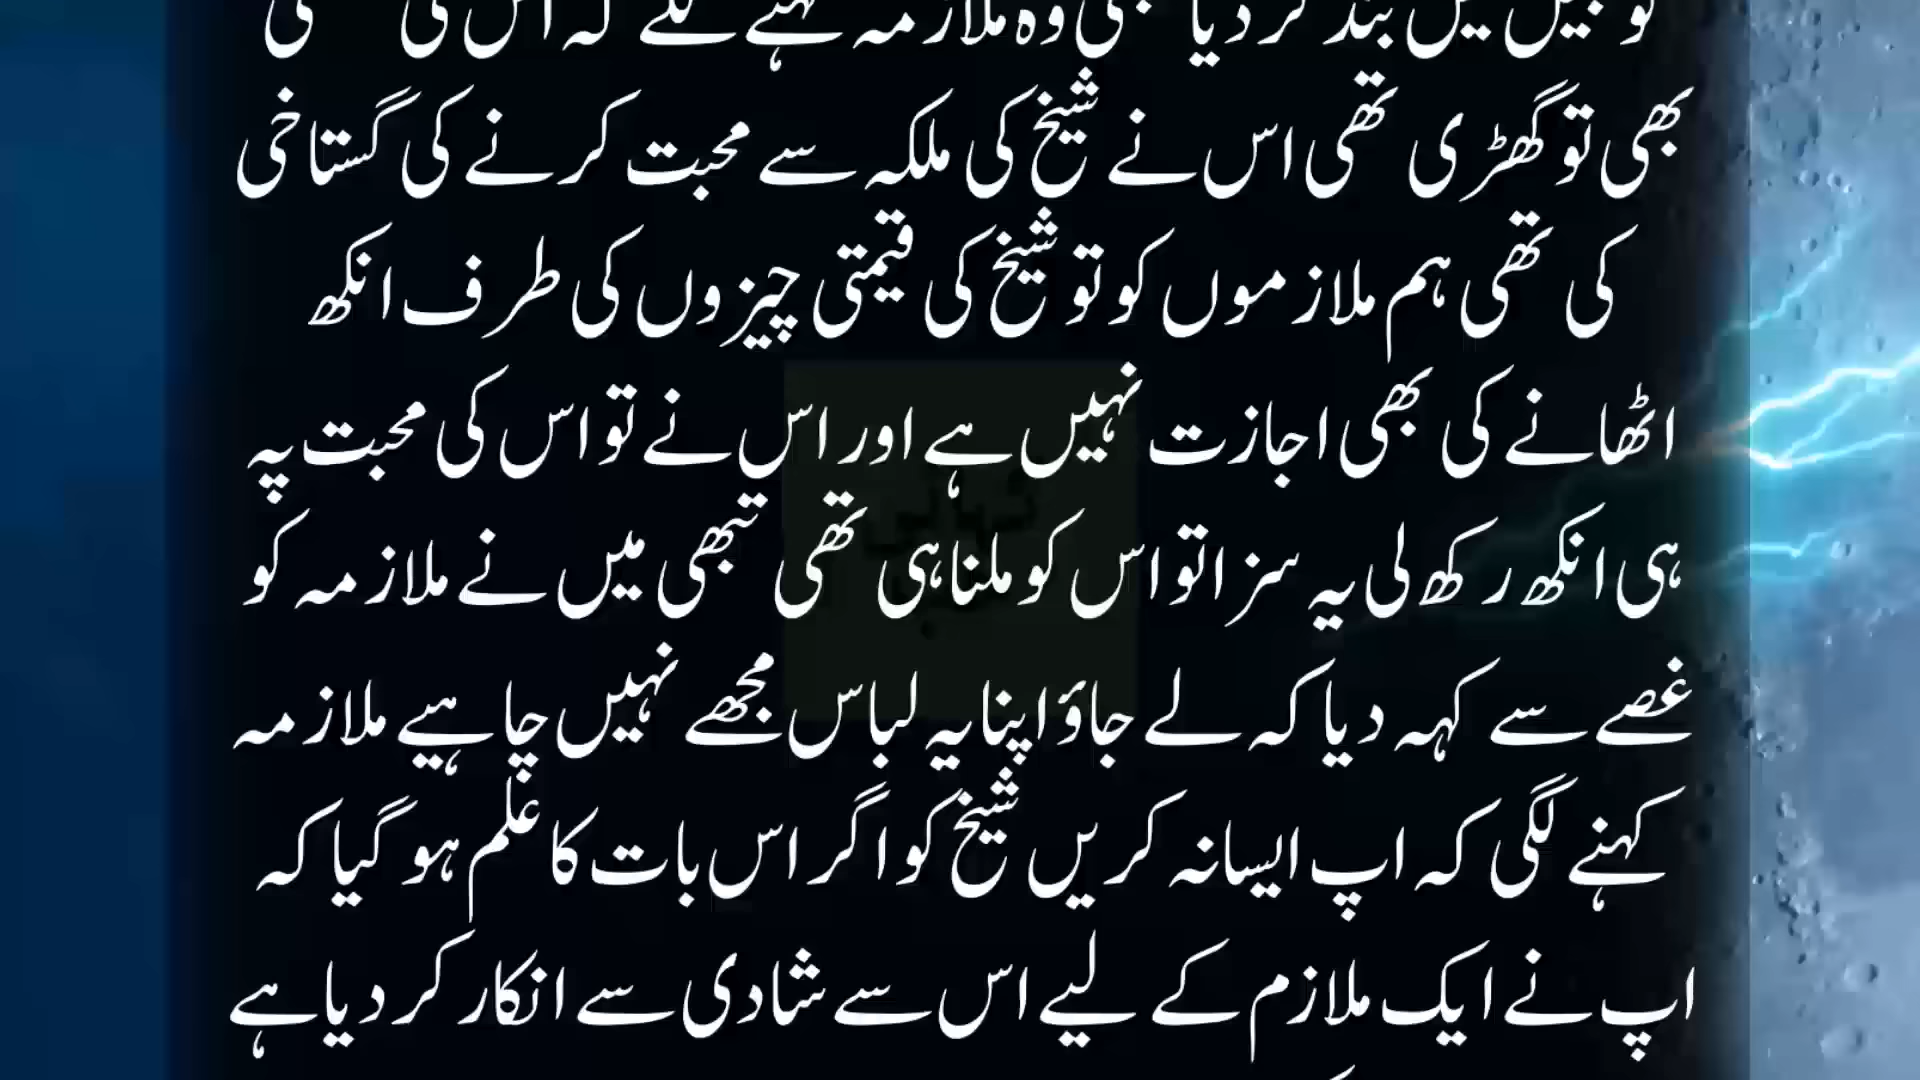 بھی تو گھڑی تھی اس نے شیخ کی ملکہ سے محبت کرنے کی گستاخی
کی تھی ہم ملازموں کو تو شیخ کی قیمتی چیزوں کی طرف انکھ
اٹھانے کی بھی اجازت نہیں ہے اور اس نے تو اس کی محبت پہ
ہی انکھ رکھ لی یہ سزا تو اس کو ملنا ہی تھی تبھی میں نے ملازمہ کو
غصے سے کہہ دیا کہ لے جاؤ اپنا یہ لباس مجھے نہیں چاہیے ملازمہ
کہنے لگی کہ اپ ایسا نہ کریں شیخ کو اگر اس بات کا علم ہو گیا کہ
اپ نے ایک ملازم کے لیے اس سے شادی سے انکار کر دیا ہے